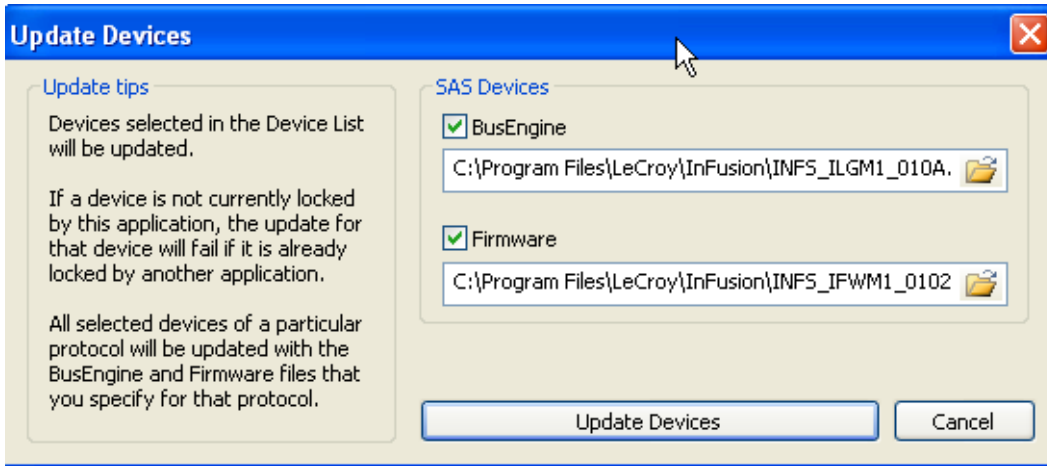 Update Devices
Update tips
Devices selected in the Device List
will be updated.
If a device is not currently locked
by this application, the update for
that device will fail if it is already
locked by another application.
All selected devices of a particular
protocol will be updated with the
BusEngine and Firmware files that
you specify for that protocol.
SAS Devices
BusEngine
C:\Program Files\LeCroy\InFusion\INFS_ILGM1_010A.
Firmware
C:\Program Files\LeCroy\InFusion\INFS_IFWM1_0102
Update Devices
Cancel